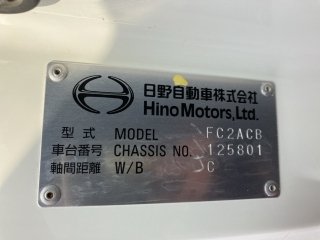 日野自動車株式会社
Hino Motors, Ltd.
型式 MODEL FC2ACB
車台番号 CHASSIS NO. 125801
軸間距離 W/B C